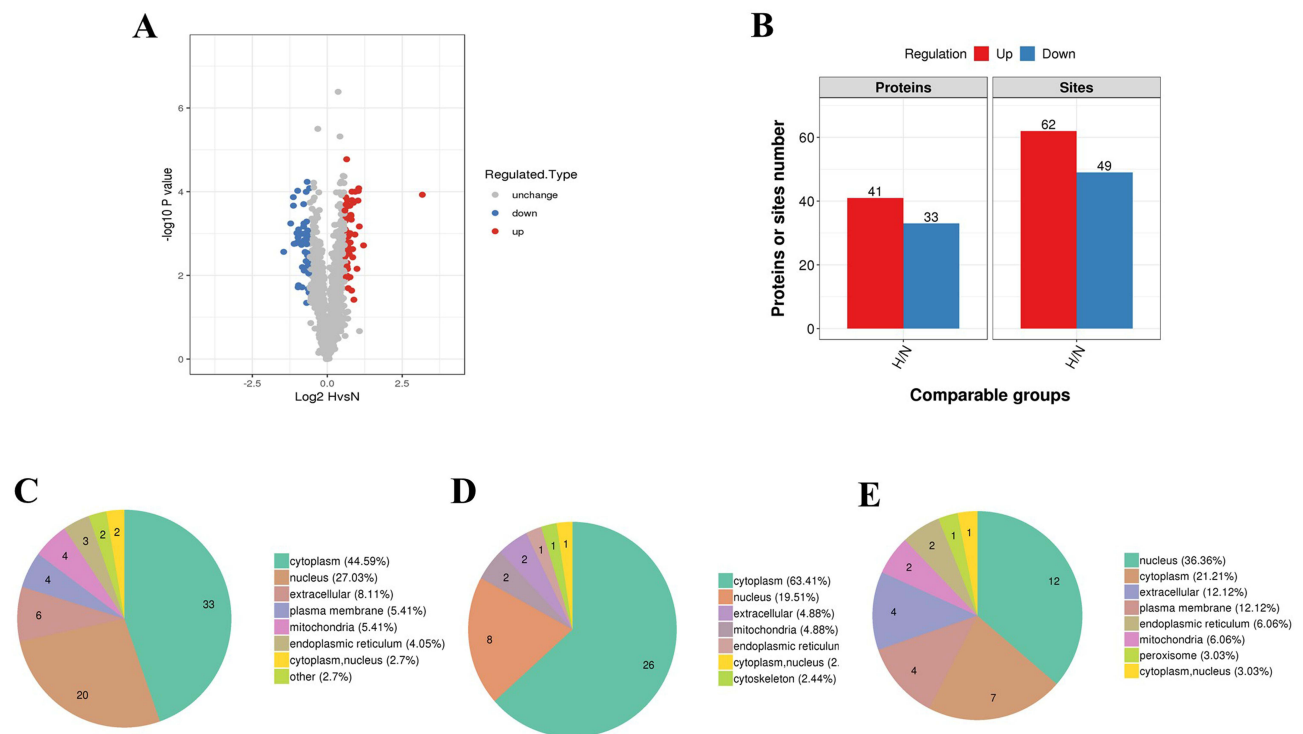 A
6
4
2
0
-log10 P value
-2.5
0.0
2.5
Log2 HvsN
Regulated.Type
unchange
down
up
B
Regulation Up Down
Proteins
Sites
Proteins or sites number
60
40
20
0
41
33
62
49
H/N
H/N
Comparable groups
C
33
20
6
4
4
3
2
2
cytoplasm (44.59%)
nucleus (27.03%)
extracellular (8.11%)
plasma membrane (5.41%)
mitochondria (5.41%)
endoplasmic reticulum (4.05%)
cytoplasm,nucleus (2.7%)
other (2.7%)
D
26
8
2
2
1
1
1
cytoplasm (63.41%)
nucleus (19.51%)
extracellular (4.88%)
mitochondria (4.88%)
endoplasmic reticulun
cytoplasm,nucleus (2.
cytoskeleton (2.44%)
E
12
7
4
4
2
2
1
1
nucleus (36.36%)
cytoplasm (21.21%)
extracellular (12.12%)
plasma membrane (12.12%)
endoplasmic reticulum (6.06%)
mitochondria (6.06%)
peroxisome (3.03%)
cytoplasm,nucleus (3.03%)